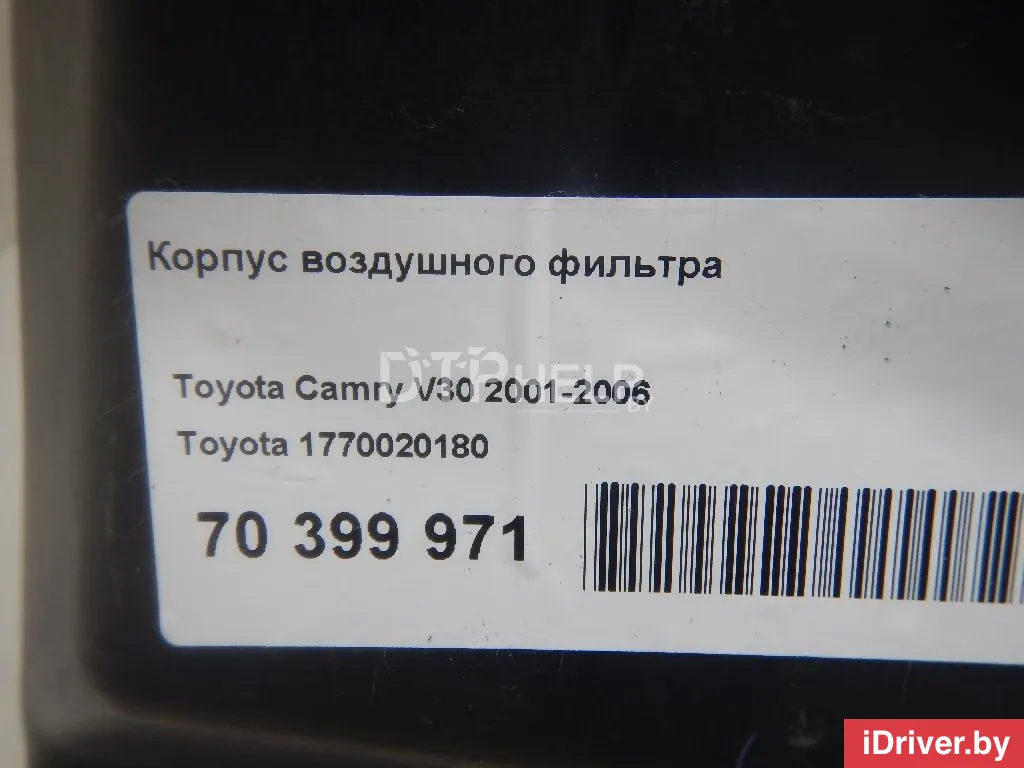 Корпус воздушного фильтра
Toyota Camry V30 2001-2006
Toyota 1770020180
70 399 971
iDriver.by